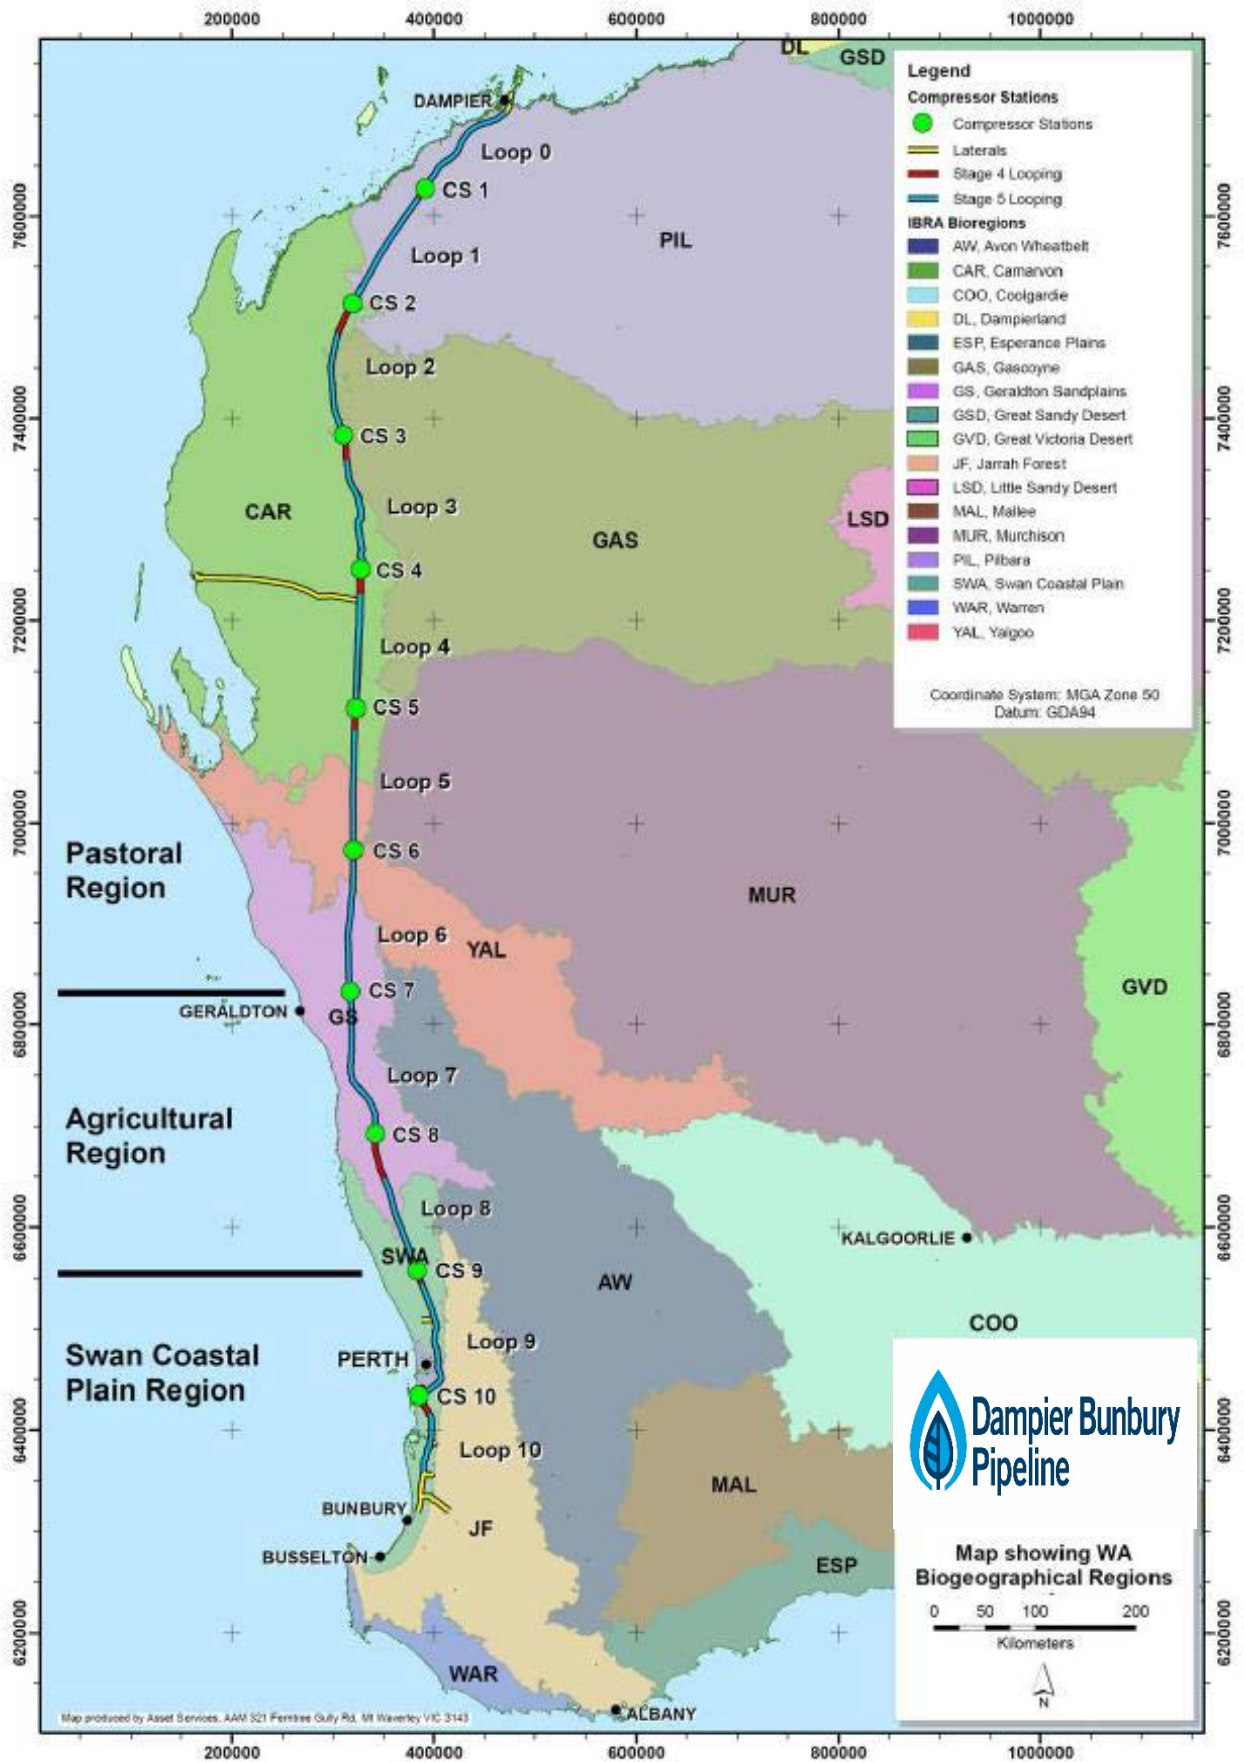 200000 400000 600000 800000 1000000
DL
GSD
DAMPIER
Loop 0
CS 1
PIL
Loop 1
CS 2
Loop 2
CS 3
CAR
Loop 3
GAS
LSD
CS 4
Loop 4
CS 5
Loop 5
CS 6
MUR
Loop 6
YAL
CS 7
GVD
GERALDTON
GS
Loop 7
CS 8
Loop 8
KALGOORLIE
SWA
CS 9
AW
COO
Loop 9
PERTH
CS 10
Loop 10
MAL
BUNBURY
JF
BUSSELTON
ESP
WAR
ALBANY
Pastoral
Region
Agricultural
Region
Swan Coastal
Plain Region
Legend
Compressor Stations
Compressor Stations
Laterals
Stage 4 Looping
Stage 5 Looping
IBRA Bioregions
AW, Avon Wheatbelt
CAR, Carnarvon
COO, Coolgardie
DL, Dampierland
ESP, Esperance Plains
GAS, Gascoyne
GS, Geraldton Sandplains
GSD, Great Sandy Desert
GVD, Great Victoria Desert
JF, Jarrah Forest
LSD, Little Sandy Desert
MAL, Mallee
MUR, Murchison
PIL, Pilbara
SWA, Swan Coastal Plain
WAR, Warren
YAL, Yalgoo
Coordinate System: MGA Zone 50
Datum: GDA94
Dampier Bunbury
Pipeline
Map showing WA
Biogeographical Regions
0 50 100 200
Kilometers
N
Map produced by Asset Services, AAM 321 Ferntree Gully Rd, Mt Waverley VIC 3143
7600000
7400000
7200000
7000000
6800000
6600000
6400000
6200000
7600000
7400000
7200000
7000000
6800000
6600000
6400000
6200000
200000 400000 600000 800000 1000000